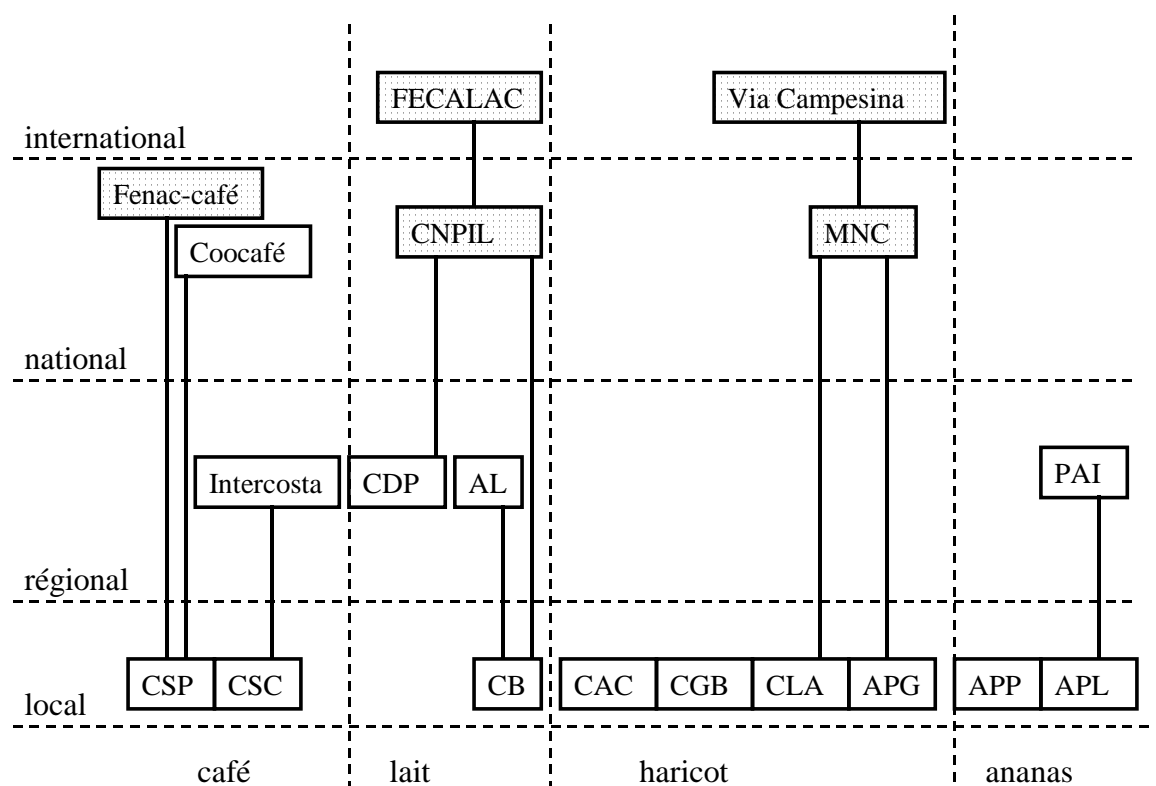 FECALAC
Via Campesina
international
Fenac-café
CNPIL
MNC
Coocafé
national
Intercosta
CDP
AL
PAI
régional
CSP
CSC
CB
CAC
CGB
CLA
APG
APP
APL
local
café
lait
haricot
ananas